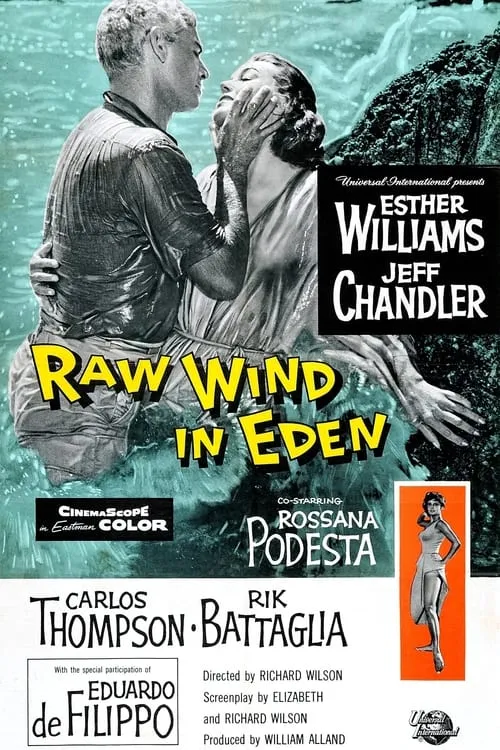 Universal-International presents
ESTHER
WILLIAMS
JEFF
CHANDLER
RAW WIND
IN EDEN
CINEMASCOPE
in Eastman COLOR
CO-STARRING
ROSSANA
PODESTA
CARLOS
THOMPSON •
RIK
BATTAGLIA
With the special participation of
EDUARDO
de FILIPPO
Directed by RICHARD WILSON
Screenplay by ELIZABETH
and RICHARD WILSON
Produced by WILLIAM ALLAND
Universal
International